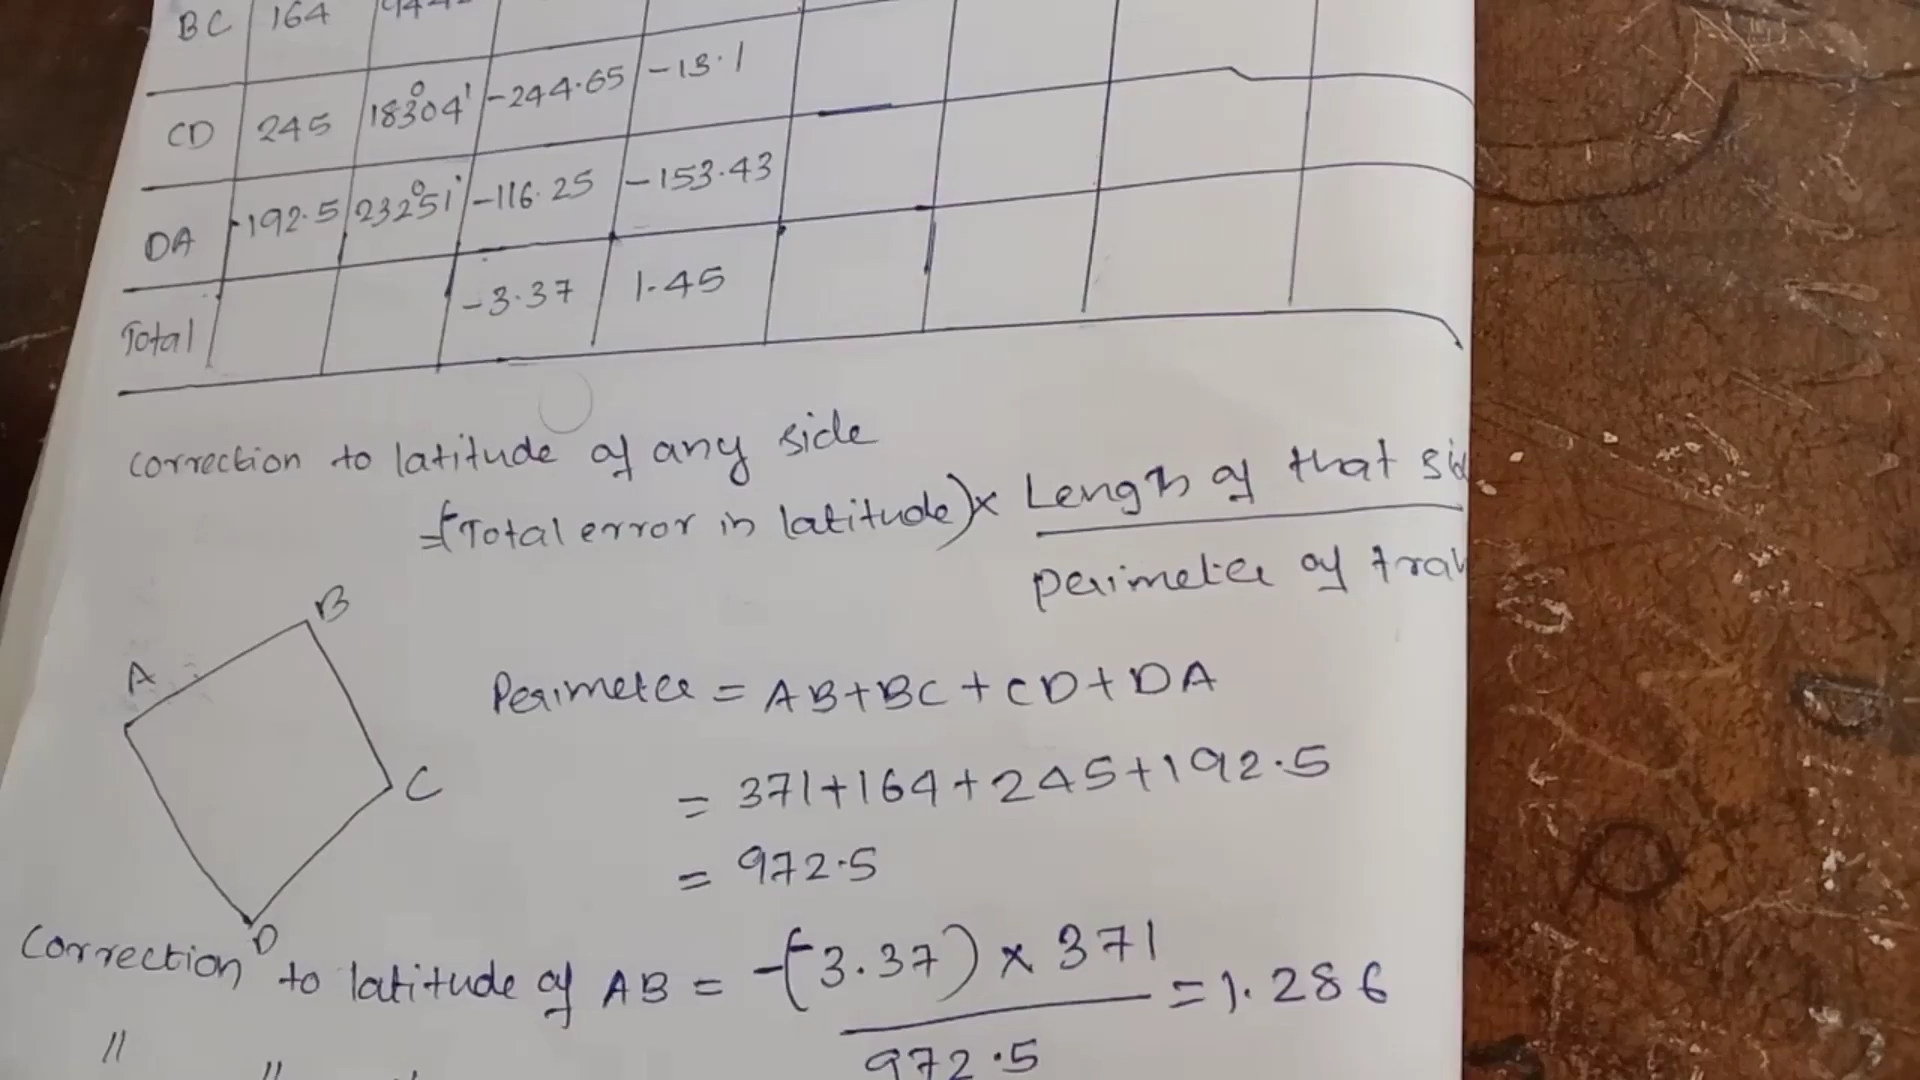 BC 164
CD 245 183°04' -244.65 -13.1
DA 192.5 232°51' -116.25 -153.43
Total -3.37 1.45
correction to latitude of any side
=-(Total error in latitude) × Length of that
perimeter of
A B C D
Perimeter = AB+BC+CD+DA
= 371+164+245+192.5
= 972.5
Correction to latitude of AB = -(-3.37) × 371 = 1.286
972.5
〃 〃